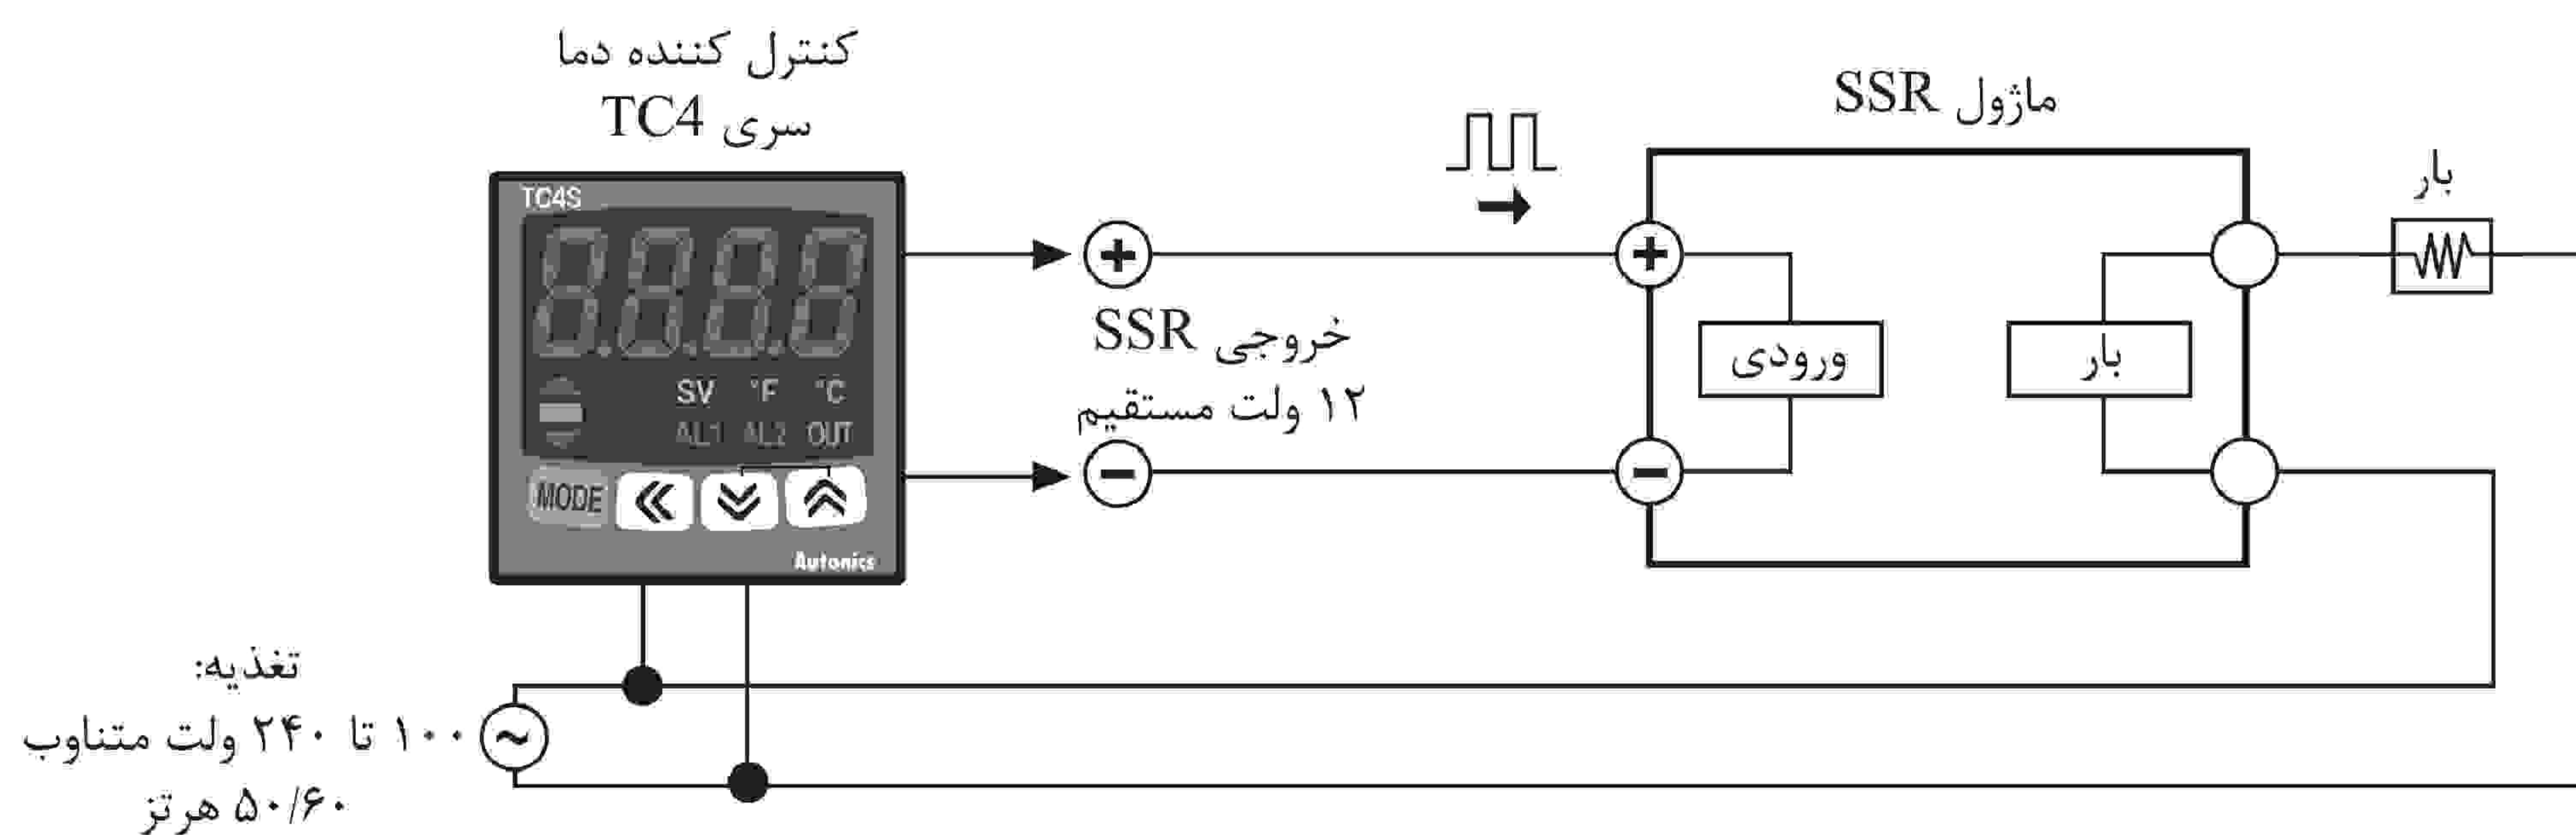 کنترل کننده دما
سری TC4
TC4S
SV °F °C
AL1 AL2 OUT
MODE
Autonics
خروجی SSR
۱۲ ولت مستقیم
ماژول SSR
ورودی
بار
بار
تغذیه:
۱۰۰ تا ۲۴۰ ولت متناوب
۵۰/۶۰ هرتز